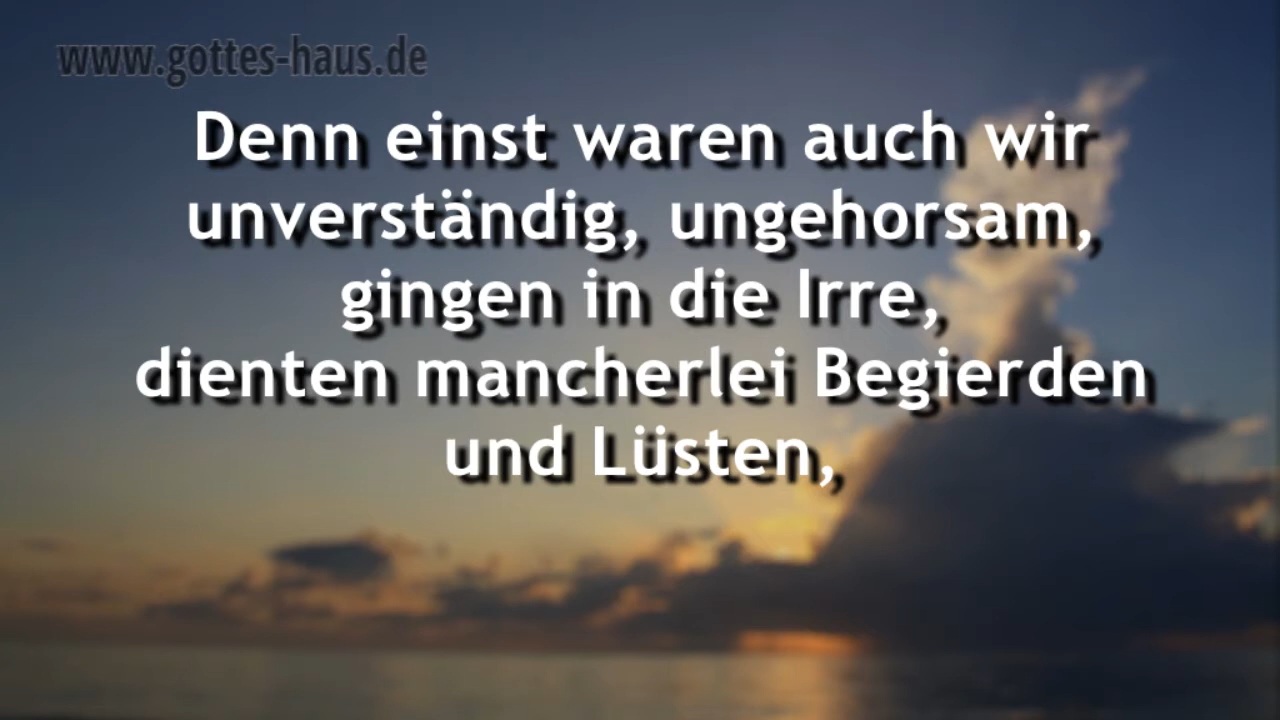 www.gottes-haus.de
Denn einst waren auch wir
unverständig, ungehorsam,
gingen in die Irre,
dienten mancherlei Begierden
und Lüsten,